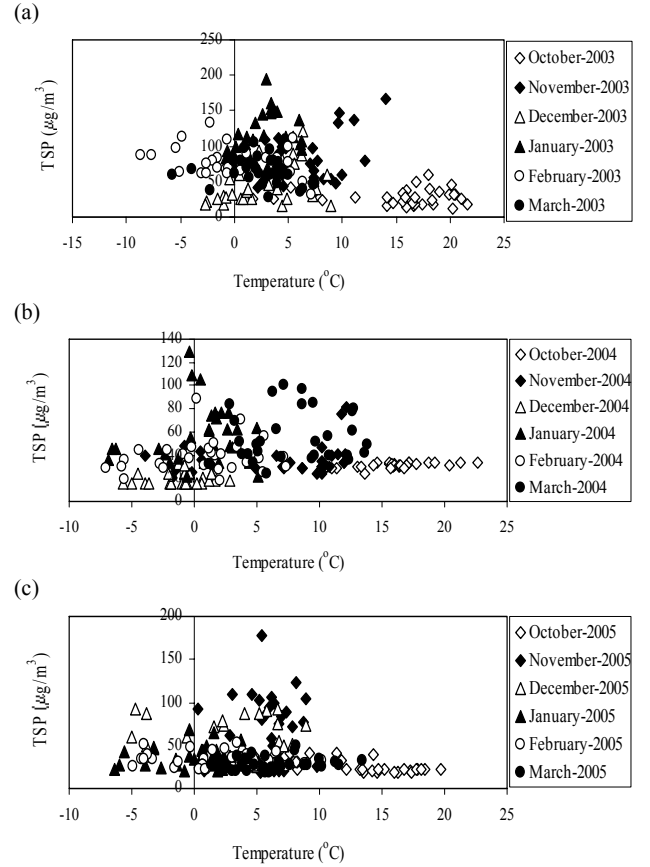 (a)
250
200
150
100
50
0
TSP (µg/m³)
-15 -10 -5 0 5 10 15 20 25
Temperature (°C)
October-2003
November-2003
December-2003
January-2003
February-2003
March-2003
(b)
140
120
100
80
60
40
20
0
TSP (µg/m³)
-10 -5 0 5 10 15 20 25
Temperature (°C)
October-2004
November-2004
December-2004
January-2004
February-2004
March-2004
(c)
200
150
100
50
0
TSP (µg/m³)
-10 -5 0 5 10 15 20 25
Temperature (°C)
October-2005
November-2005
December-2005
January-2005
February-2005
March-2005